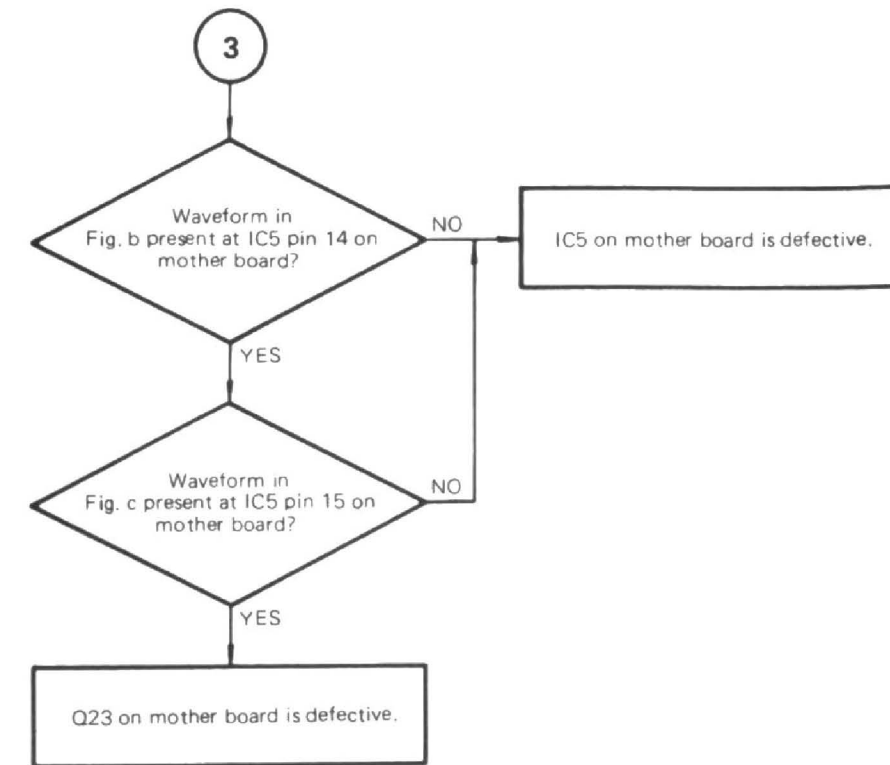 3
Waveform in
Fig. b present at IC5 pin 14 on
mother board?
NO
IC5 on mother board is defective.
YES
Waveform in
Fig. c present at IC5 pin 15 on
mother board?
NO
YES
Q23 on mother board is defective.